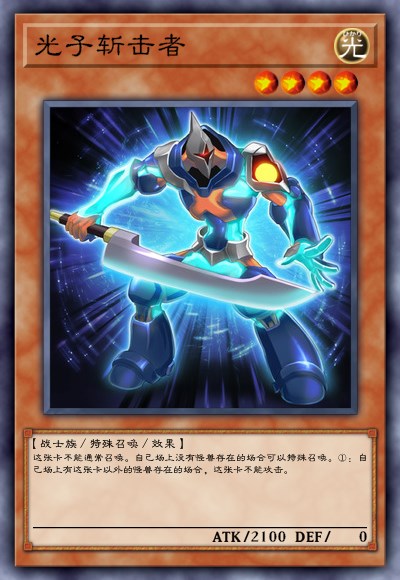 光子斩击者
光
【战士族／特殊召唤／效果】
这张卡不能通常召唤。自己场上没有怪兽存在的场合可以特殊召唤。①：自
己场上有这张卡以外的怪兽存在的场合，这张卡不能攻击。
ATK/2100 DEF/ 0